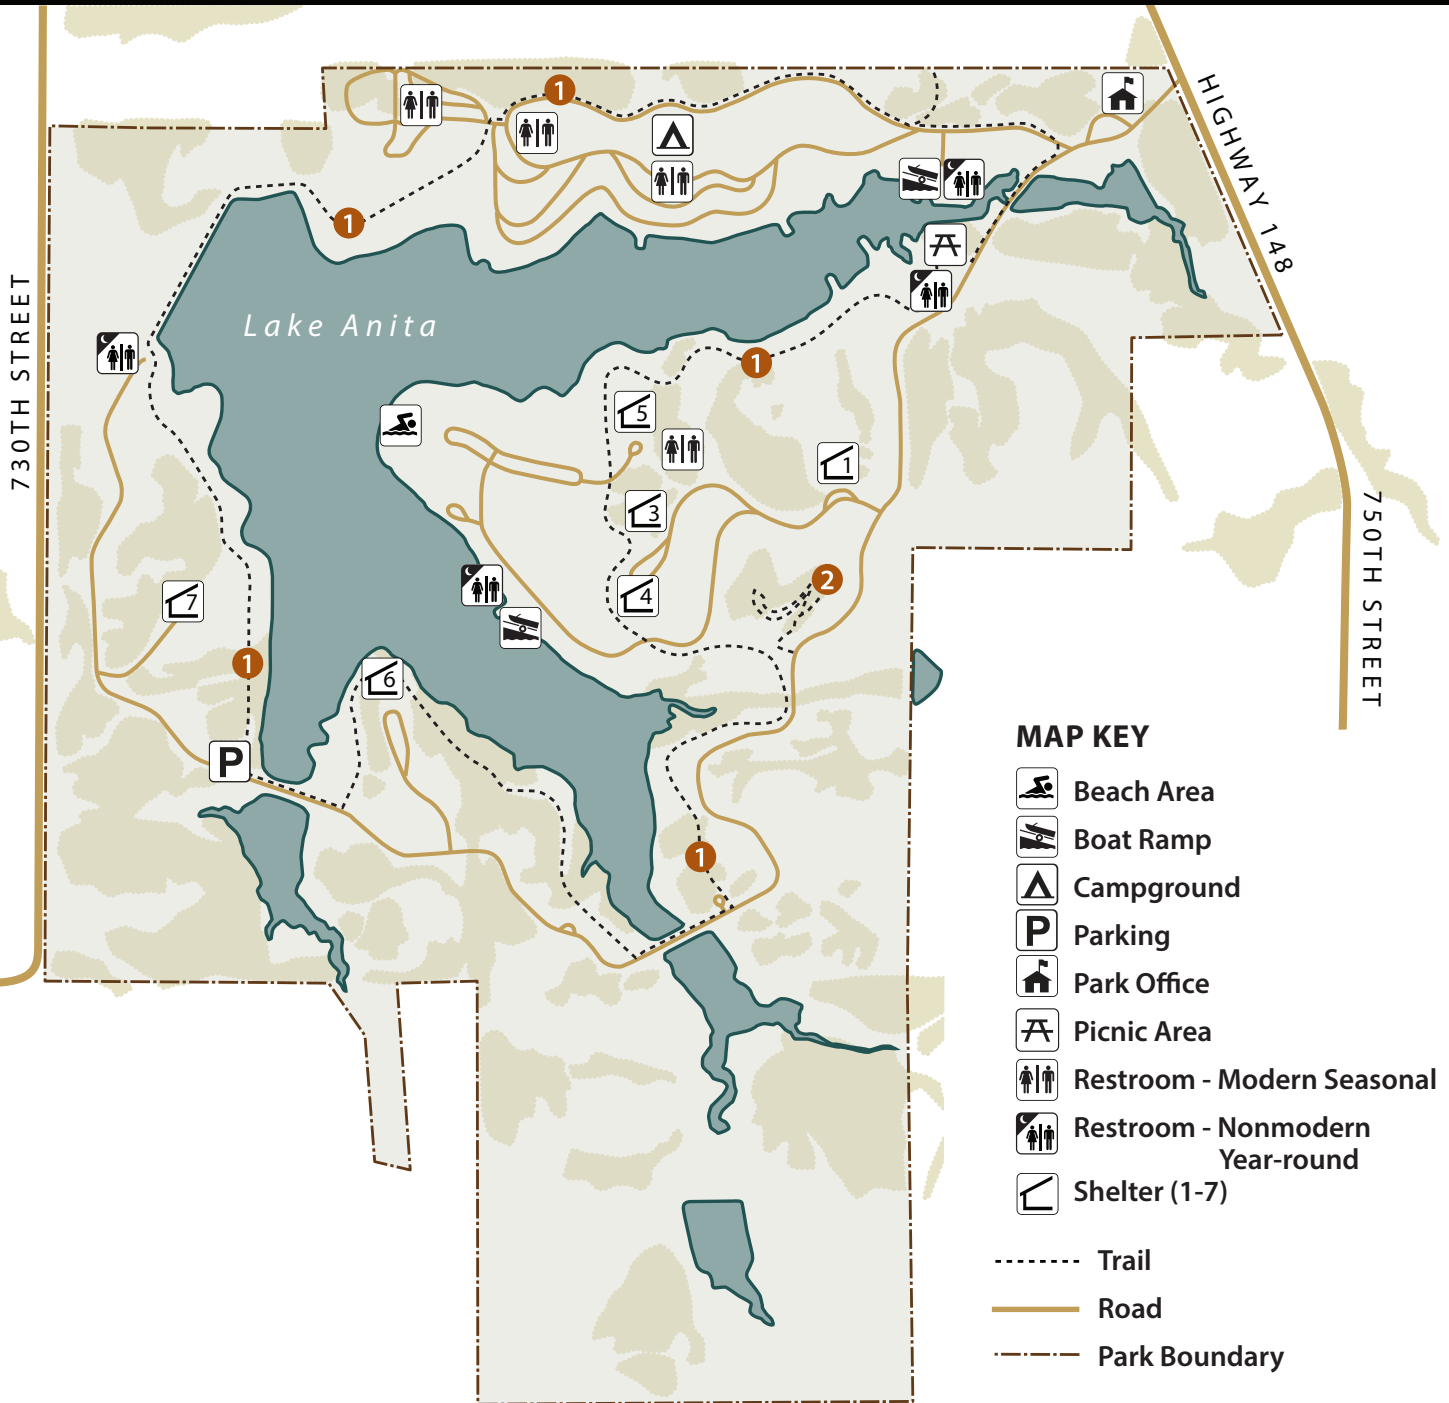 1
HIGHWAY 148
1
730TH STREET
Lake Anita
1
5
1
3
750TH STREET
2
4
7
1
6
P
1
MAP KEY
Beach Area
Boat Ramp
Campground
P Parking
Park Office
Picnic Area
Restroom - Modern Seasonal
Restroom - Nonmodern
Year-round
Shelter (1-7)
Trail
Road
Park Boundary